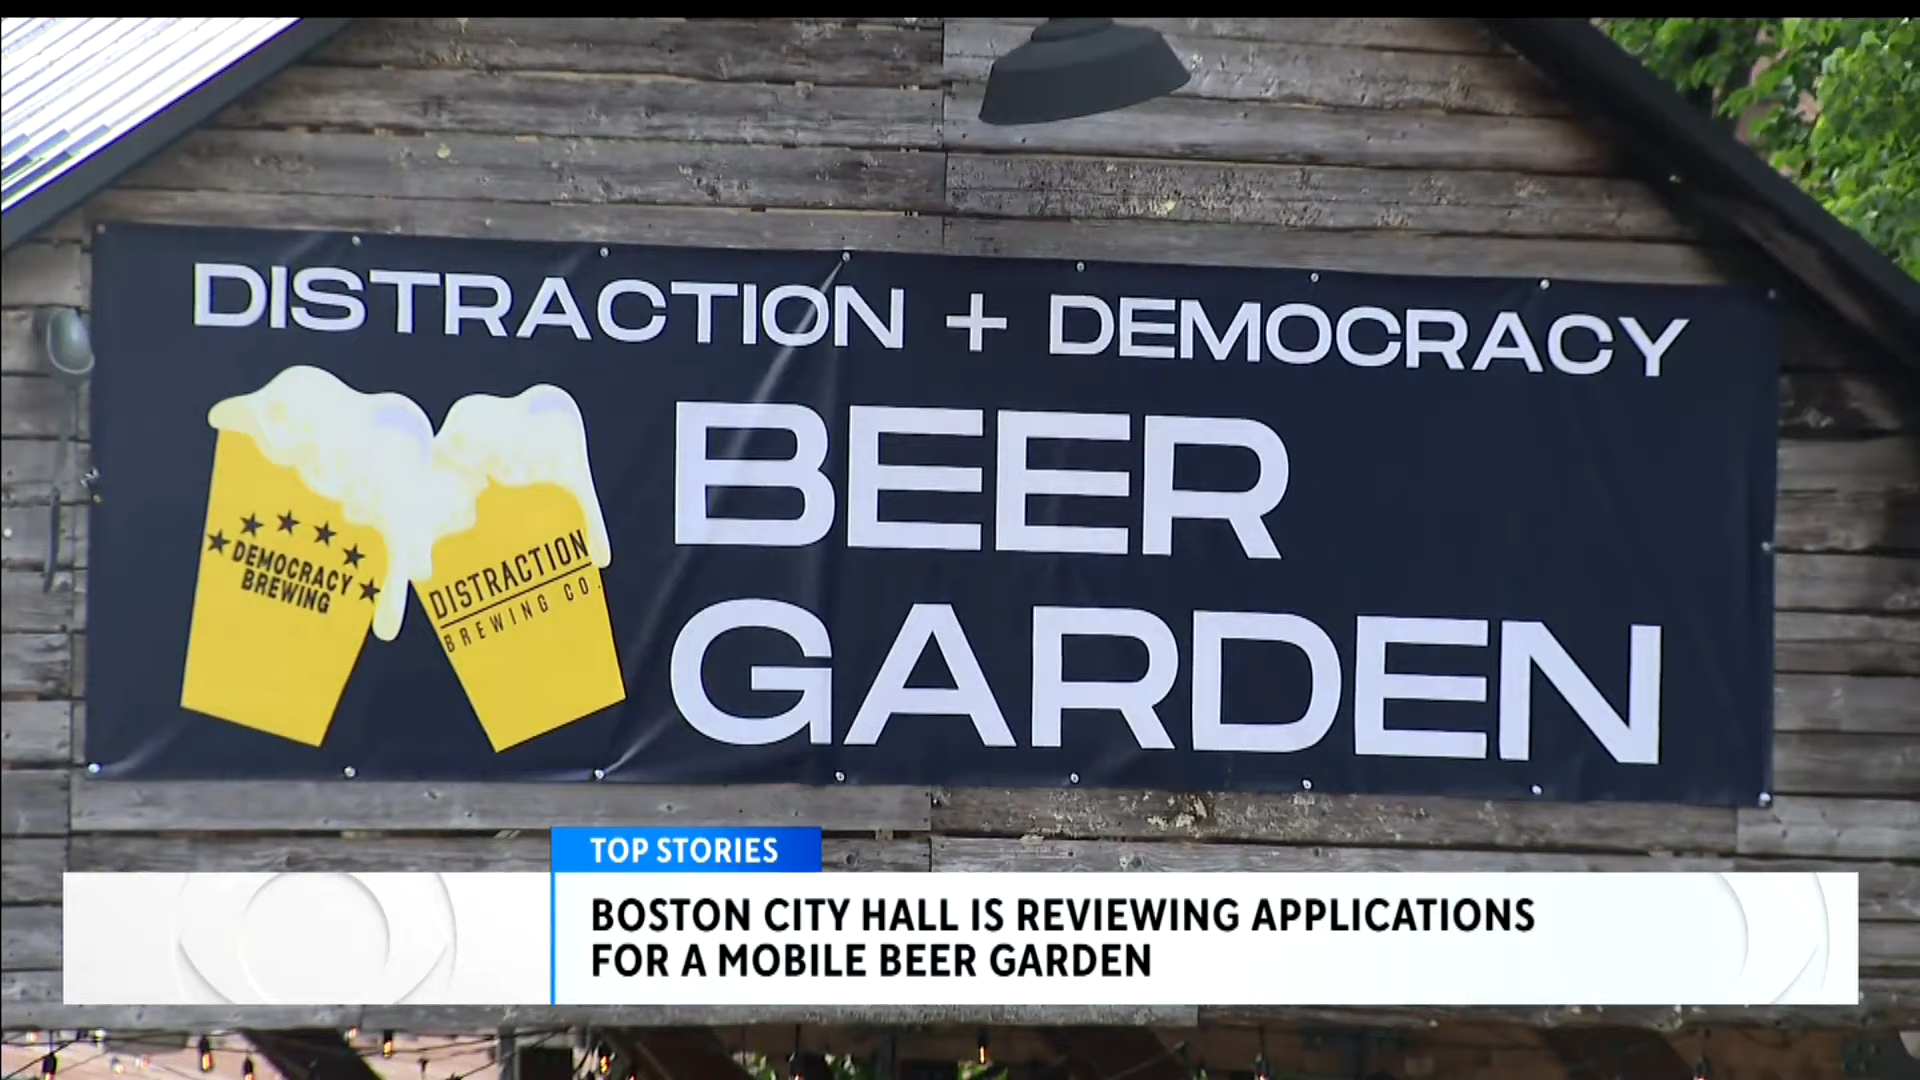 DISTRACTION + DEMOCRACY
BEER
GARDEN
DEMOCRACY
BREWING
DISTRACTION
BREWING CO.
TOP STORIES
BOSTON CITY HALL IS REVIEWING APPLICATIONS
FOR A MOBILE BEER GARDEN